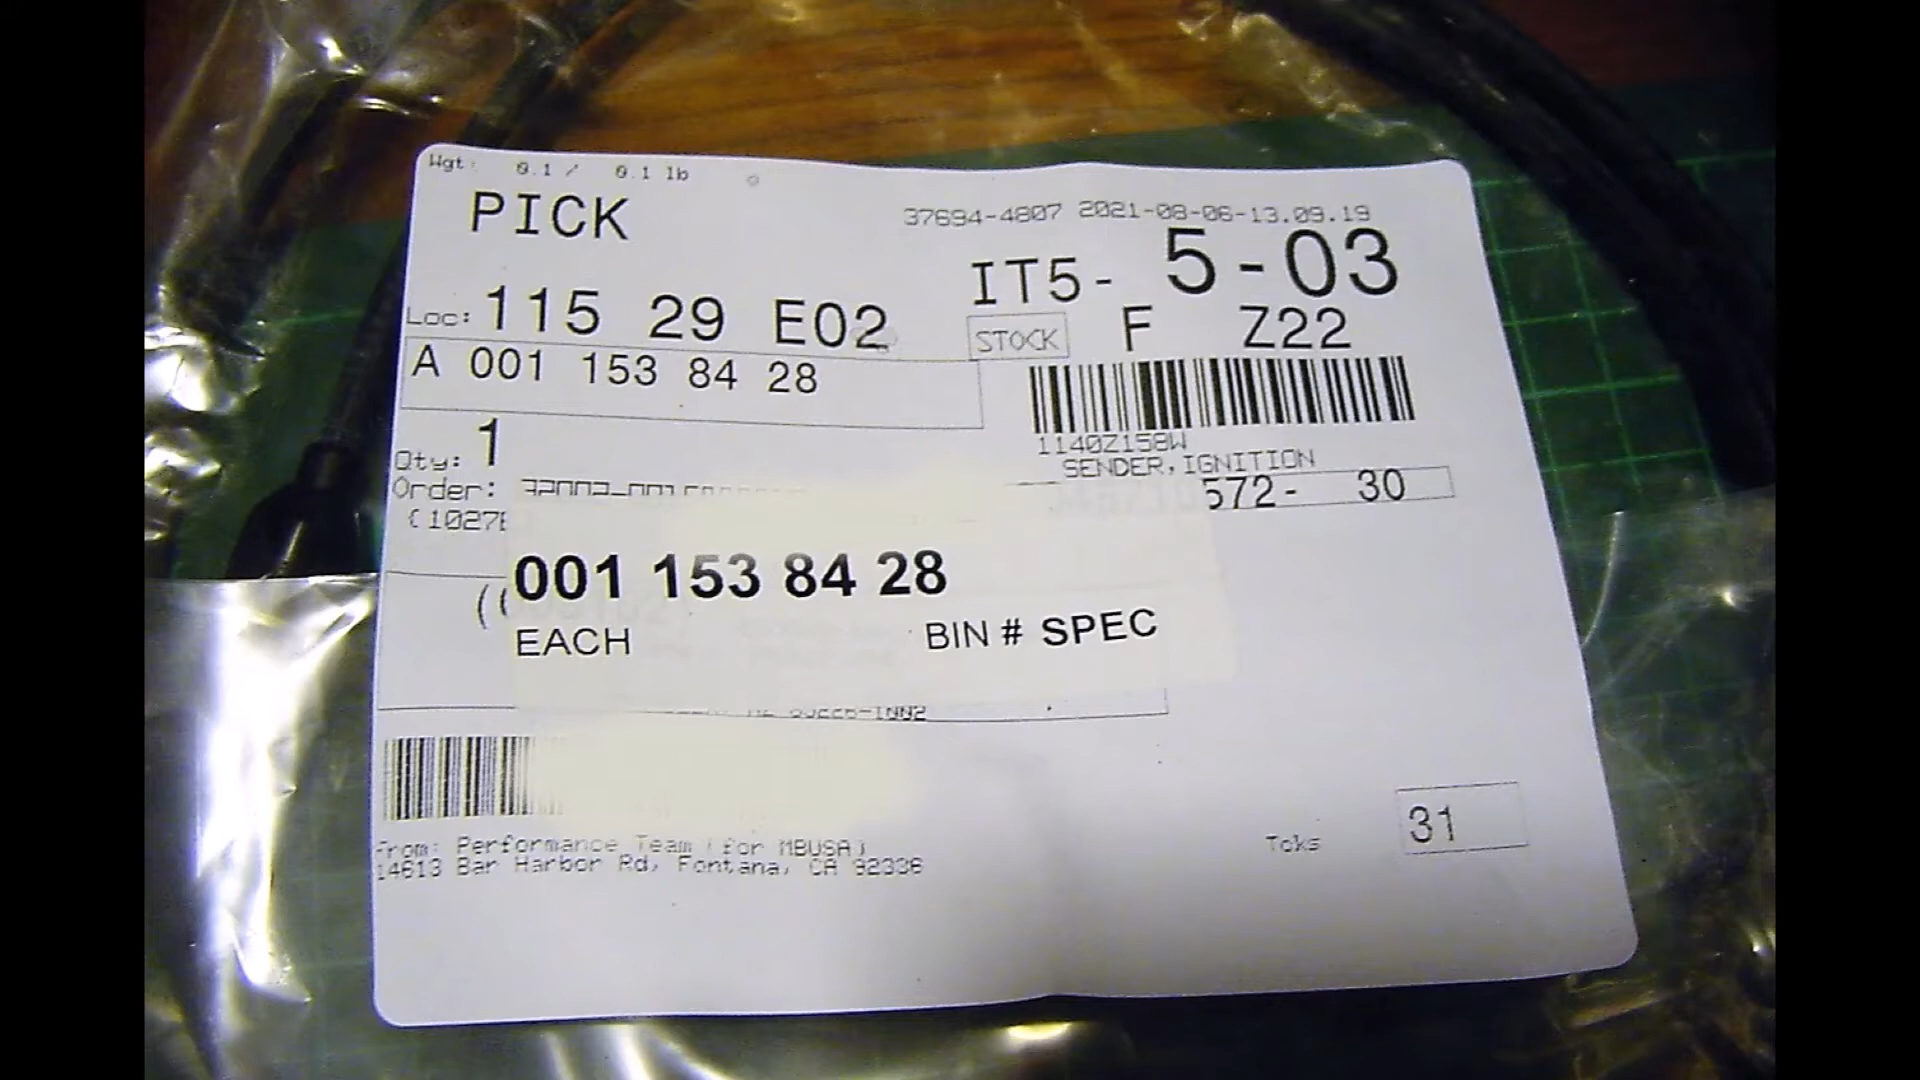 Wgt: 0.1 / 0.1 lb
PICK
37694-4807 2021-08-06-13.09.19
IT5- 5-03
Loc: 115 29 E02
STOCK F Z22
A 001 153 84 28
1140Z158W
SENDER, IGNITION
Qty: 1
572- 30
Order:
(1027
001 153 84 28
EACH BIN # SPEC
From: Performance Team (for MBUSA)
14613 Bar Harbor Rd, Fontana, CA 92336
Toks 31